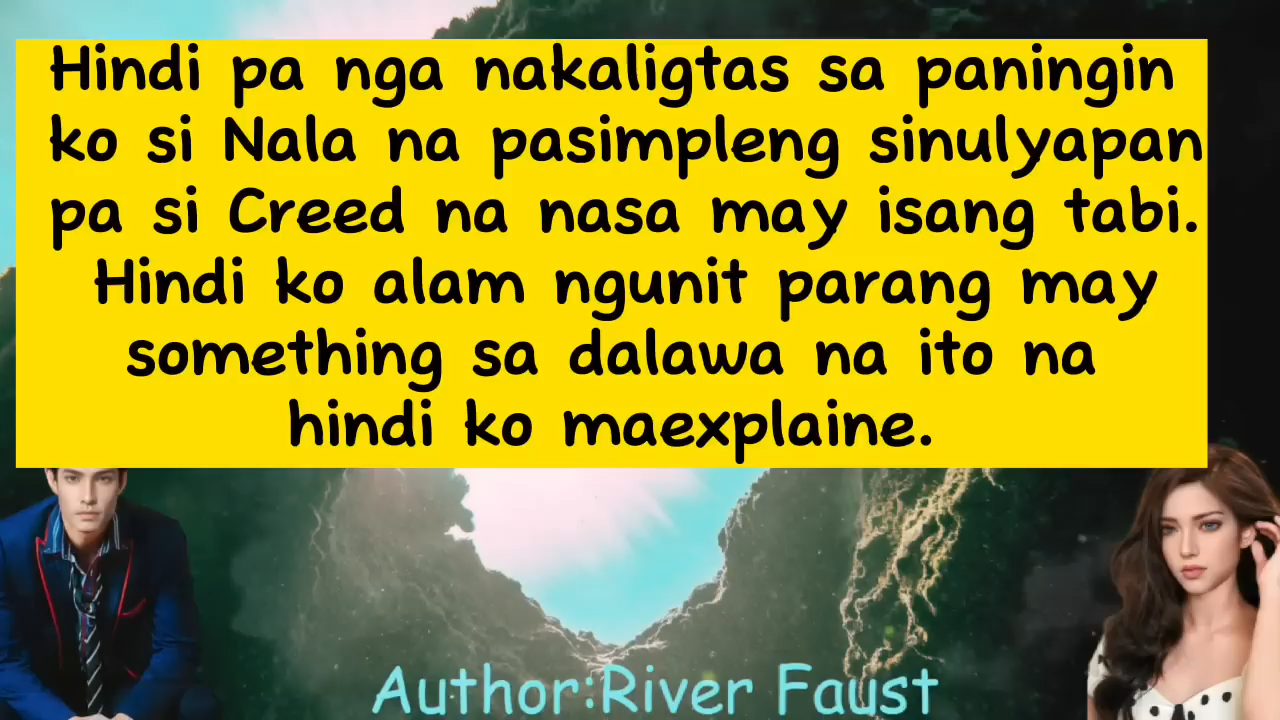 Hindi pa nga nakaligtas sa paningin
ko si Nala na pasimpleng sinulyapan
pa si Creed na nasa may isang tabi.
Hindi ko alam ngunit parang may
something sa dalawa na ito na
hindi ko maexplaine.
Author:River Faust